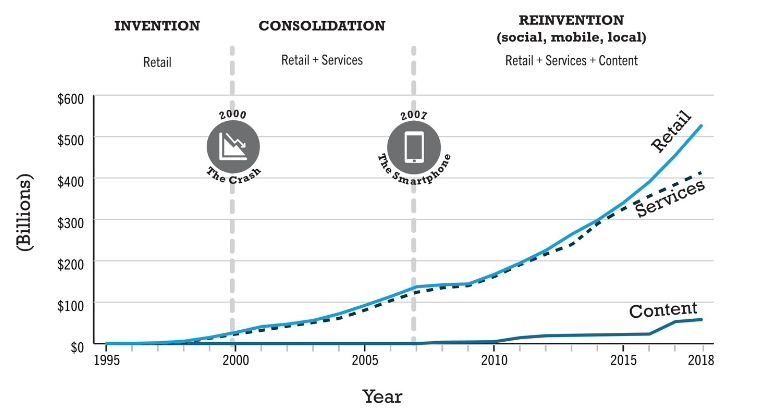 INVENTION
Retail
CONSOLIDATION
Retail + Services
REINVENTION
(social, mobile, local)
Retail + Services + Content
$600
$500
$400
$300
$200
$100
$0
(Billions)
2000
The Crash
2007
The Smartphone
Retail
Services
Content
1995
2000
2005
2010
2015
2018
Year